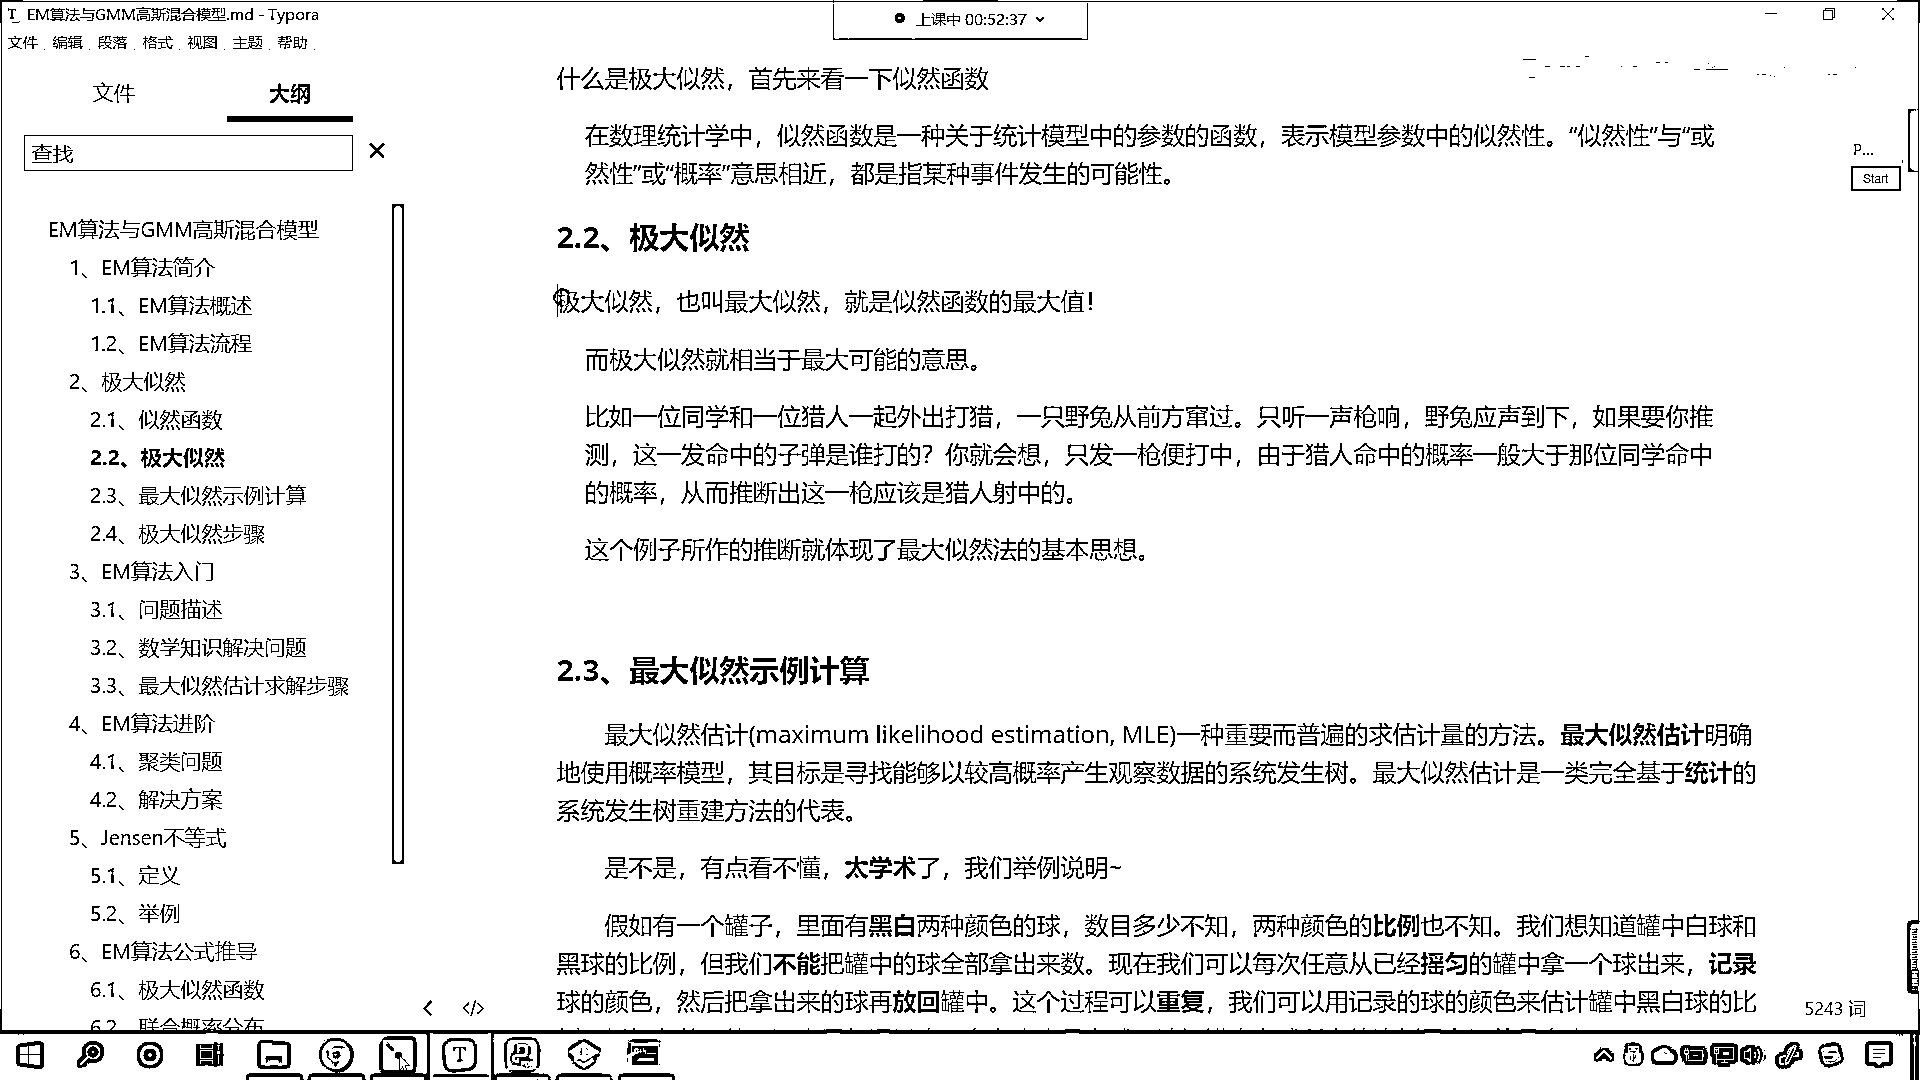 EM算法与GMM高斯混合模型.md - Typora
上课中 00:52:37
文件 编辑 段落 格式 视图 主题 帮助
文件 大纲
查找
EM算法与GMM高斯混合模型
1、EM算法简介
1.1、EM算法概述
1.2、EM算法流程
2、极大似然
2.1、似然函数
2.2、极大似然
2.3、最大似然示例计算
2.4、极大似然步骤
3、EM算法入门
3.1、问题描述
3.2、数学知识解决问题
3.3、最大似然估计求解步骤
4、EM算法进阶
4.1、聚类问题
4.2、解决方案
5、Jensen不等式
5.1、定义
5.2、举例
6、EM算法公式推导
6.1、极大似然函数
6.2、联合概率分布
什么是极大似然，首先来看一下似然函数
在数理统计学中，似然函数是一种关于统计模型中的参数的函数，表示模型参数中的似然性。“似然性”与“或
然性”或“概率”意思相近，都是指某种事件发生的可能性。
2.2、极大似然
极大似然，也叫最大似然，就是似然函数的最大值！
而极大似然就相当于最大可能的意思。
比如一位同学和一位猎人一起外出打猎，一只野兔从前方窜过。只听一声枪响，野兔应声到下，如果要你推
测，这一发命中的子弹是谁打的？你就会想，只发一枪便打中，由于猎人命中的概率一般大于那位同学命中
的概率，从而推断出这一枪应该是猎人射中的。
这个例子所作的推断就体现了最大似然法的基本思想。
2.3、最大似然示例计算
最大似然估计(maximum likelihood estimation, MLE)一种重要而普遍的求估计量的方法。最大似然估计明确
地使用概率模型，其目标是寻找能够以较高概率产生观察数据的系统发生树。最大似然估计是一类完全基于统计的
系统发生树重建方法的代表。
是不是，有点看不懂，太学术了，我们举例说明~
假如有一个罐子，里面有黑白两种颜色的球，数目多少不知，两种颜色的比例也不知。我们想知道罐中白球和
黑球的比例，但我们不能把罐中的球全部拿出来数。现在我们可以每次任意从已经摇匀的罐中拿一个球出来，记录
球的颜色，然后把拿出来的球再放回罐中。这个过程可以重复，我们可以用记录的球的颜色来估计罐中黑白球的比
P...
Start
5243 词